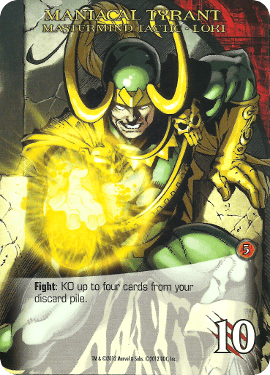 MANIACAL TYRANT
MASTERMIND TACTIC - LOKI
5
Fight: KO up to four cards from your
discard pile.
10